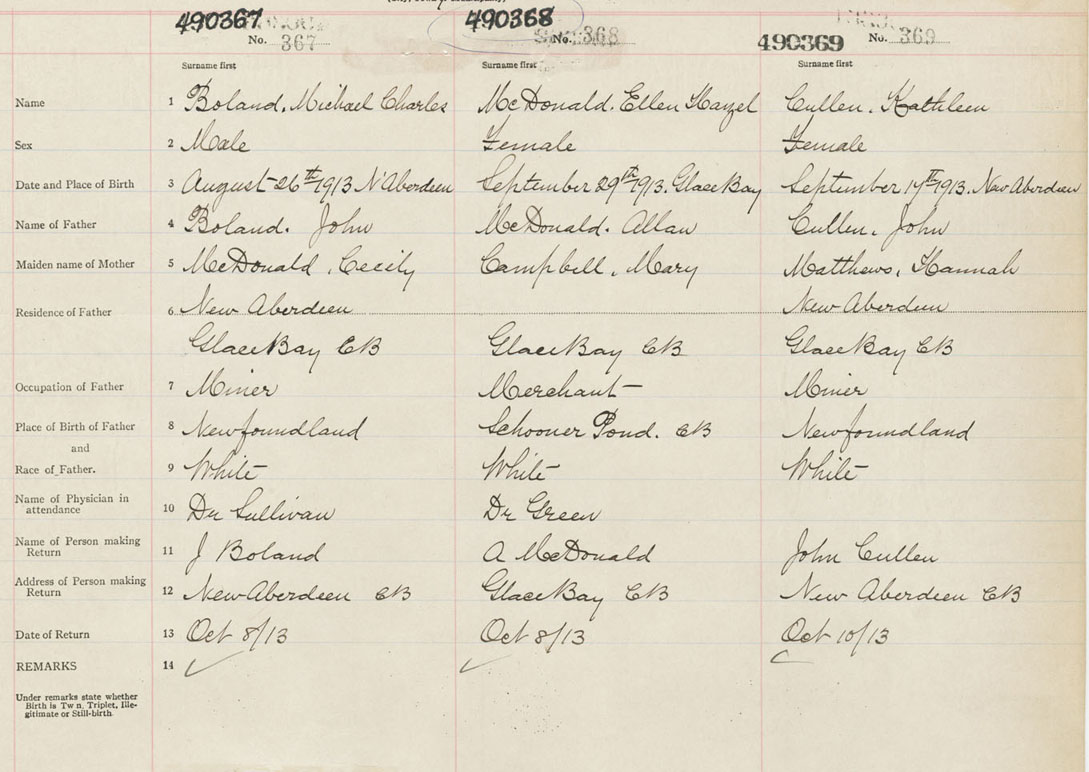 490367 490368 490369
No. 367 No. 368 No. 369
Surname first Surname first Surname first
Name 1 Boland, Michael Charles McDonald. Ellen Hazel Cullen, Kathleen
Sex 2 Male Female Female
Date and Place of Birth 3 August 26th 1913 N Aberdeen September 29th 1913. Glace Bay September 14th 1913. New Aberdeen
Name of Father 4 Boland. John McDonald. Allan Cullen, John
Maiden name of Mother 5 McDonald, Cecily Campbell, Mary Matthews, Hannah
Residence of Father 6 New Aberdeen New Aberdeen
Glace Bay CB Glace Bay CB Glace Bay CB
Occupation of Father 7 Miner Merchant Miner
Place of Birth of Father 8 Newfoundland Schooner Pond. CB Newfoundland
and
Race of Father. 9 White White White
Name of Physician in
attendance 10 Dr Sullivan Dr Green
Name of Person making
Return 11 J Boland A McDonald John Cullen
Address of Person making
Return 12 New Aberdeen CB Glace Bay CB New Aberdeen CB
Date of Return 13 Oct 8/13 Oct 8/13 Oct 10/13
REMARKS 14
Under remarks state whether
Birth is Tw n, Triplet, Ille-
gitimate or Still-birth.